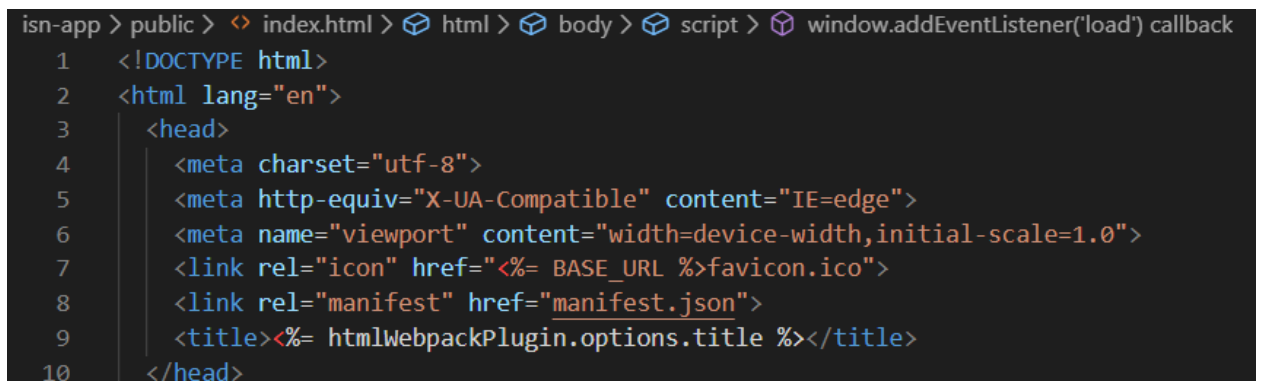 isn-app > public > <> index.html > html > body > script > window.addEventListener('load') callback
1 <!DOCTYPE html>
2 <html lang="en">
3 <head>
4 <meta charset="utf-8">
5 <meta http-equiv="X-UA-Compatible" content="IE=edge">
6 <meta name="viewport" content="width=device-width,initial-scale=1.0">
7 <link rel="icon" href="<%= BASE_URL %>favicon.ico">
8 <link rel="manifest" href="manifest.json">
9 <title><%= htmlWebpackPlugin.options.title %></title>
10 </head>